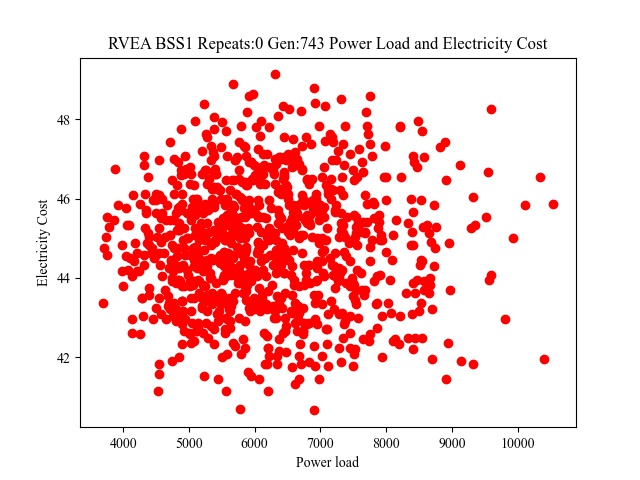 RVEA BSS1 Repeats:0 Gen:743 Power Load and Electricity Cost
48
46
44
42
Electricity Cost
4000 5000 6000 7000 8000 9000 10000
Power load